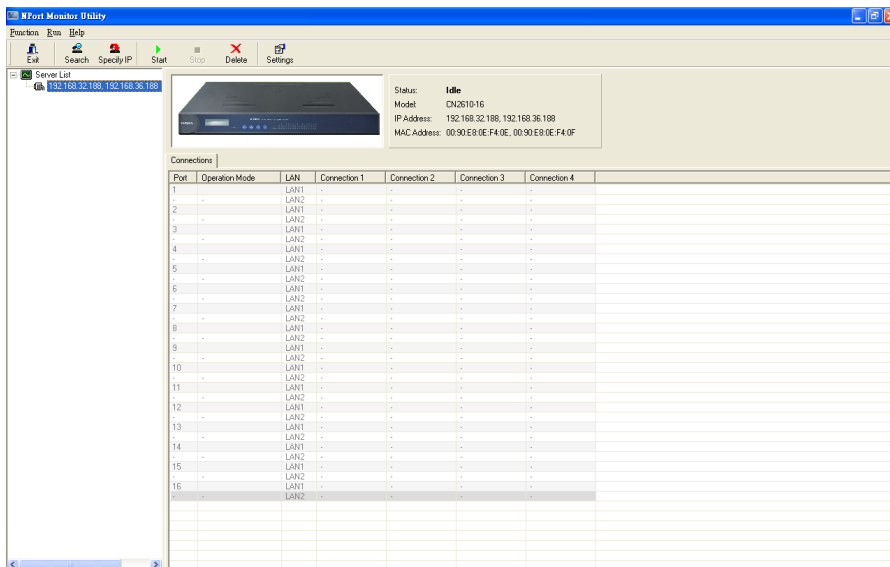 NPort Monitor Utility
Function Run Help
Exit Search Specify IP Start Stop Delete Settings
Server List
192.168.32.188, 192.168.36.188
Status: Idle
Model: CN2610-16
IP Address: 192.168.32.188, 192.168.36.188
MAC Address: 00:90:E8:0E:F4:0E, 00:90:E8:0E:F4:0F
Connections
Port Operation Mode LAN Connection 1 Connection 2 Connection 3 Connection 4
1 LAN1 - - - -
- - LAN2 - - - -
2 LAN1 - - - -
- - LAN2 - - - -
3 LAN1 - - - -
- - LAN2 - - - -
4 LAN1 - - - -
- - LAN2 - - - -
5 LAN1 - - - -
- - LAN2 - - - -
6 LAN1 - - - -
- - LAN2 - - - -
7 LAN1 - - - -
- - LAN2 - - - -
8 LAN1 - - - -
- - LAN2 - - - -
9 LAN1 - - - -
- - LAN2 - - - -
10 LAN1 - - - -
- - LAN2 - - - -
11 LAN1 - - - -
- - LAN2 - - - -
12 LAN1 - - - -
- - LAN2 - - - -
13 LAN1 - - - -
- - LAN2 - - - -
14 LAN1 - - - -
- - LAN2 - - - -
15 LAN1 - - - -
- - LAN2 - - - -
16 LAN1 - - - -
- - LAN2 - - - -